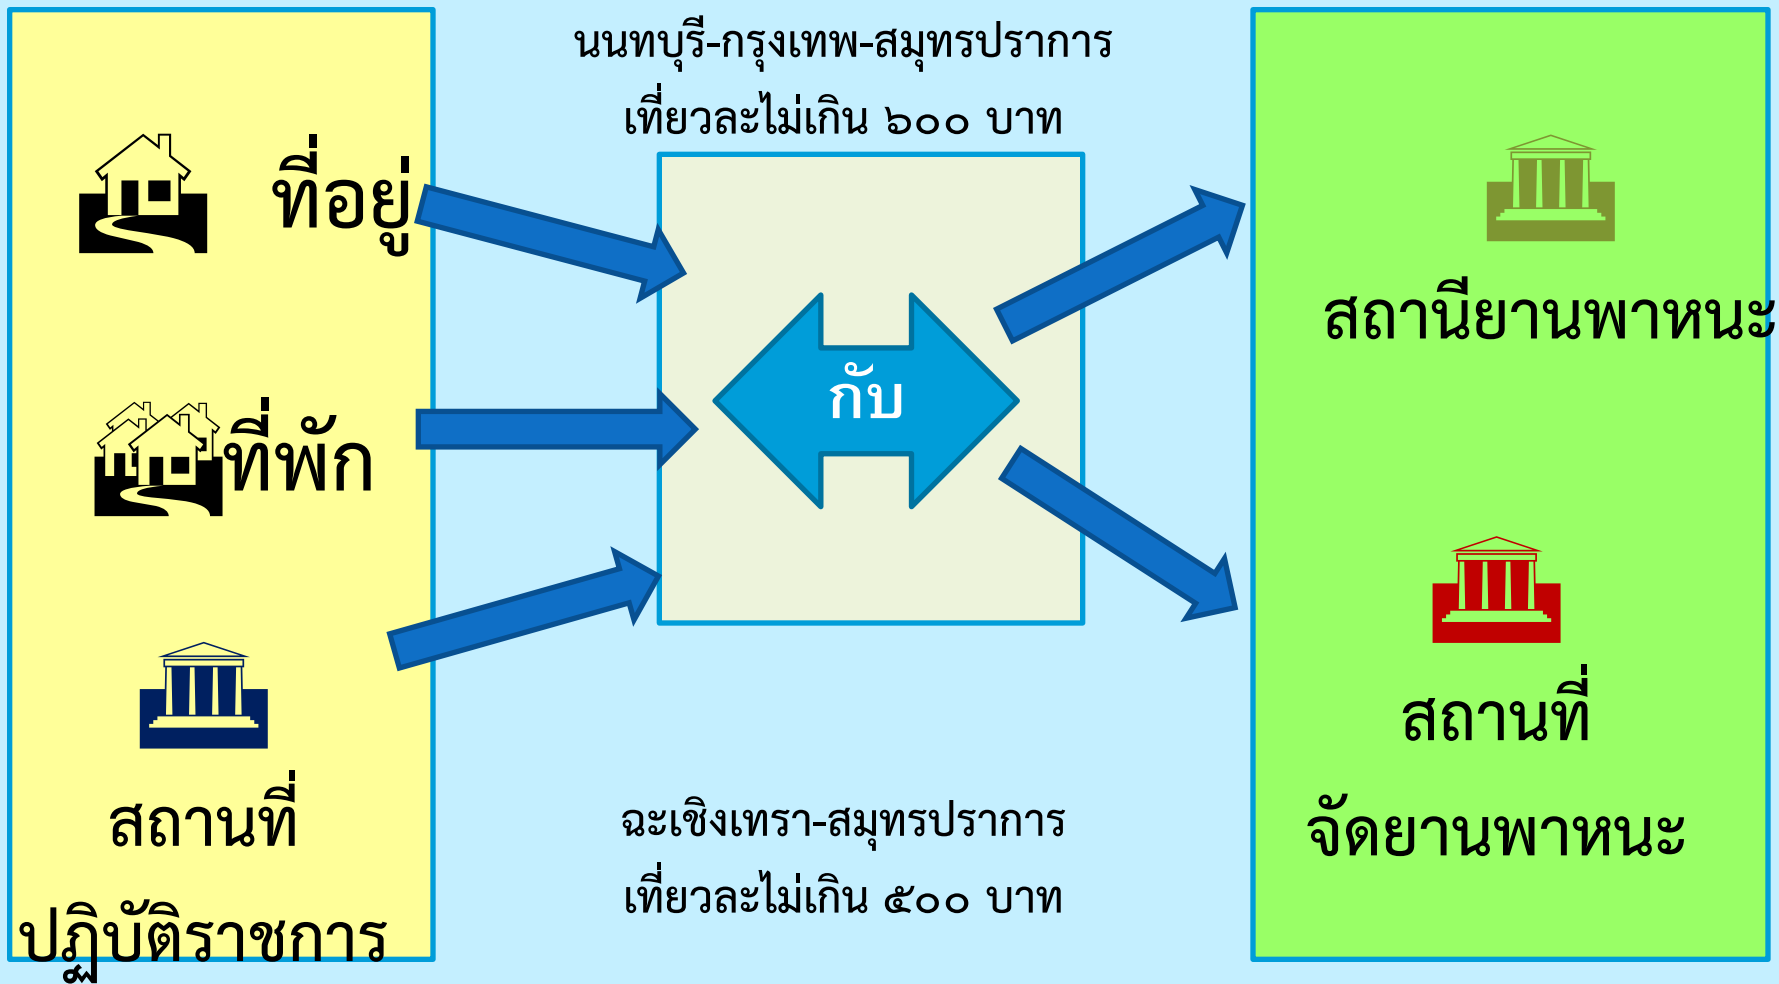 นนทบุรี-กรุงเทพ-สมุทรปราการ
เที่ยวละไม่เกิน ๖๐๐ บาท
ที่อยู่
ที่พัก
สถานที่
ปฏิบัติราชการ
กับ
ฉะเชิงเทรา-สมุทรปราการ
เที่ยวละไม่เกิน ๕๐๐ บาท
สถานียานพาหนะ
สถานที่
จัดยานพาหนะ